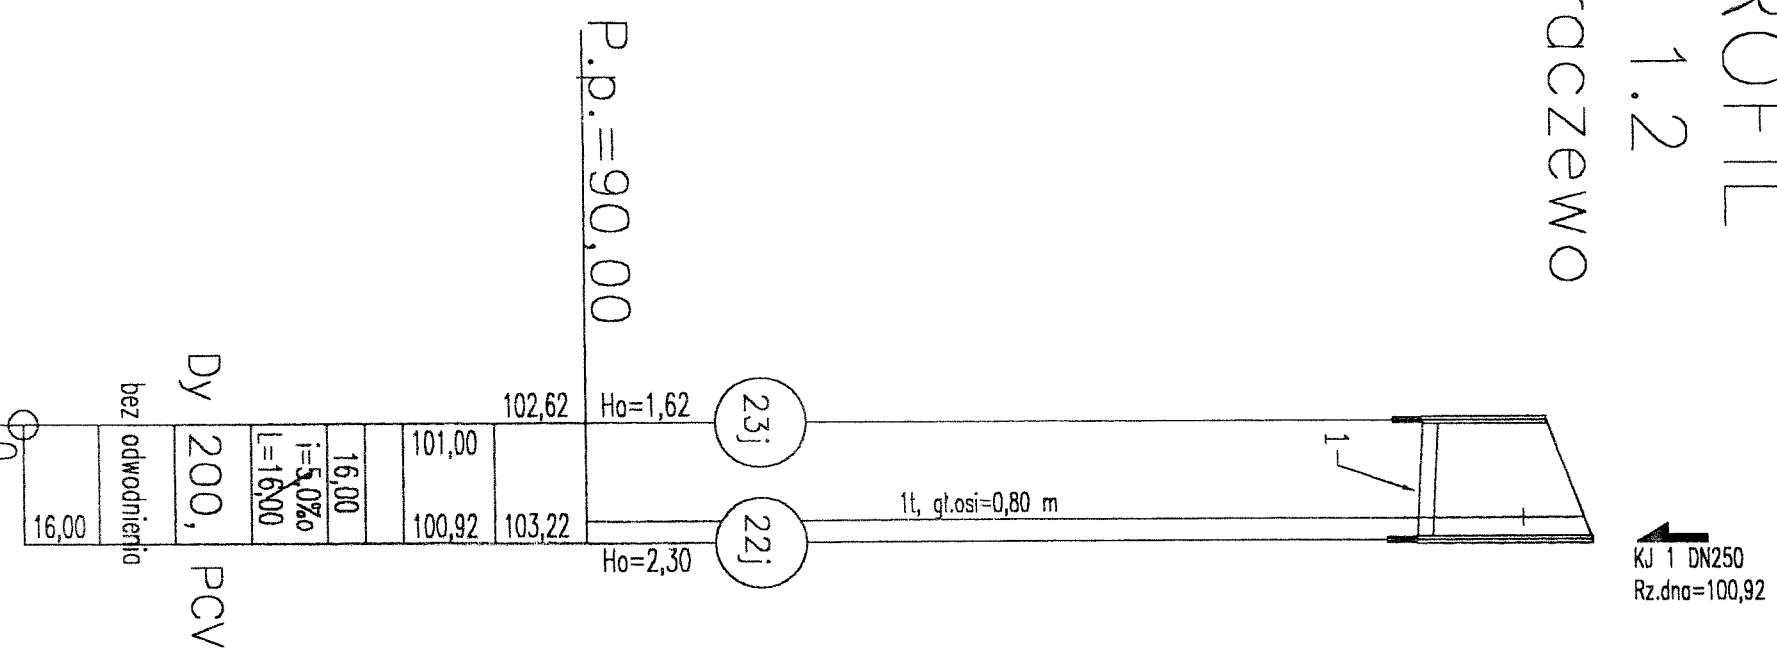 ROFIL
1.2
raczewo
P.p.=90,00
102,62
Ho=1,62
23j
101,00
100,92
103,22
Ho=2,30
22j
1t, gł.osi=0,80 m
1
KJ 1 DN250
Rz.dna=100,92
16,00
i=5,0‰
L=16,00
Dy 200, PCV
bez odwodnienia
16,00
0